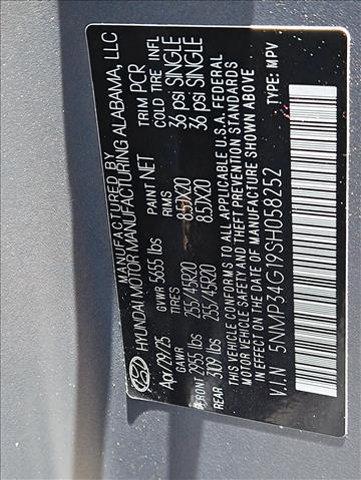 MANUFACTURED BY
HYUNDAI MOTOR MANUFACTURING ALABAMA, LLC
Apr/29/25 GVWR 5655 lbs PAINT NET TRIM PCR
GAWR TIRES RIMS COLD TIRE INFL
FRONT 2955 lbs 255/45R20 8.5JX20 36 psi SINGLE
REAR 3109 lbs 255/45R20 8.5JX20 36 psi SINGLE
THIS VEHICLE CONFORMS TO ALL APPLICABLE U.S.A. FEDERAL
MOTOR VEHICLE SAFETY AND THEFT PREVENTION STANDARDS
IN EFFECT ON THE DATE OF MANUFACTURE SHOWN ABOVE
V.I.N 5NMP34G19SH058252 TYPE: MPV